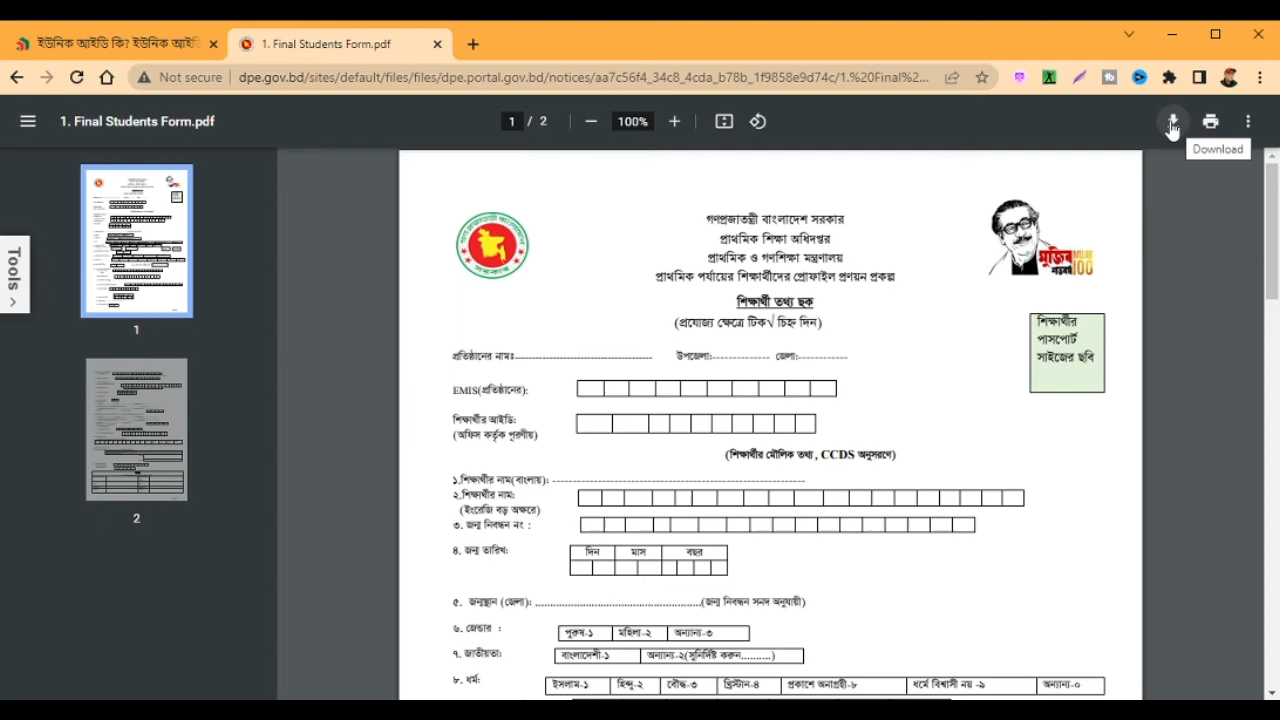 ইউনিক আইডি কি? ইউনিক আইডি
1. Final Students Form.pdf
Not secure
dpe.gov.bd/sites/default/files/files/dpe.portal.gov.bd/notices/aa7c56f4_34c8_4cda_b78b_1f9858e9d74c/1.%20Final%2...
1. Final Students Form.pdf
1 / 2
100%
Download
Tools
1
2
গণপ্রজাতন্ত্রী বাংলাদেশ সরকার
প্রাথমিক শিক্ষা অধিদপ্তর
প্রাথমিক ও গণশিক্ষা মন্ত্রণালয়
প্রাথমিক পর্যায়ের শিক্ষার্থীদের প্রোফাইল প্রণয়ন প্রকল্প
মুজিব
শতবর্ষ
100
শিক্ষার্থী তথ্য ছক
(প্রযোজ্য ক্ষেত্রে টিক√ চিহ্ন দিন)
শিক্ষার্থীর
পাসপোর্ট
সাইজের ছবি
প্রতিষ্ঠানের নামঃ.................................................... উপজেলা:--------------- জেলা:-------------
EMIS(প্রতিষ্ঠানের):
শিক্ষার্থীর আইডি:
(অফিস কর্তৃক পূরণীয়)
(শিক্ষার্থীর মৌলিক তথ্য, CCDS অনুসরণে)
১.শিক্ষার্থীর নাম(বাংলায়): ----------------------------------------------------------------
২.শিক্ষার্থীর নাম:
(ইংরেজি বড় অক্ষরে)
৩. জন্ম নিবন্ধন নং :
৪. জন্ম তারিখ:
দিন মাস বছর
৫. জন্মস্থান (জেলা): ............................................................(জন্ম নিবন্ধন সনদ অনুযায়ী)
৬. জেন্ডার : পুরুষ-১ মহিলা-২ অন্যান্য-৩
৭. জাতীয়তা: বাংলাদেশী-১ অন্যান্য-২(সুনির্দিষ্ট করুন..........)
৮. ধর্ম: ইসলাম-১ হিন্দু-২ বৌদ্ধ-৩ খ্রিস্টান-৪ প্রকাশে অনাগ্রহী-৮ ধর্মে বিশ্বাসী নয় -৯ অন্যান্য-০